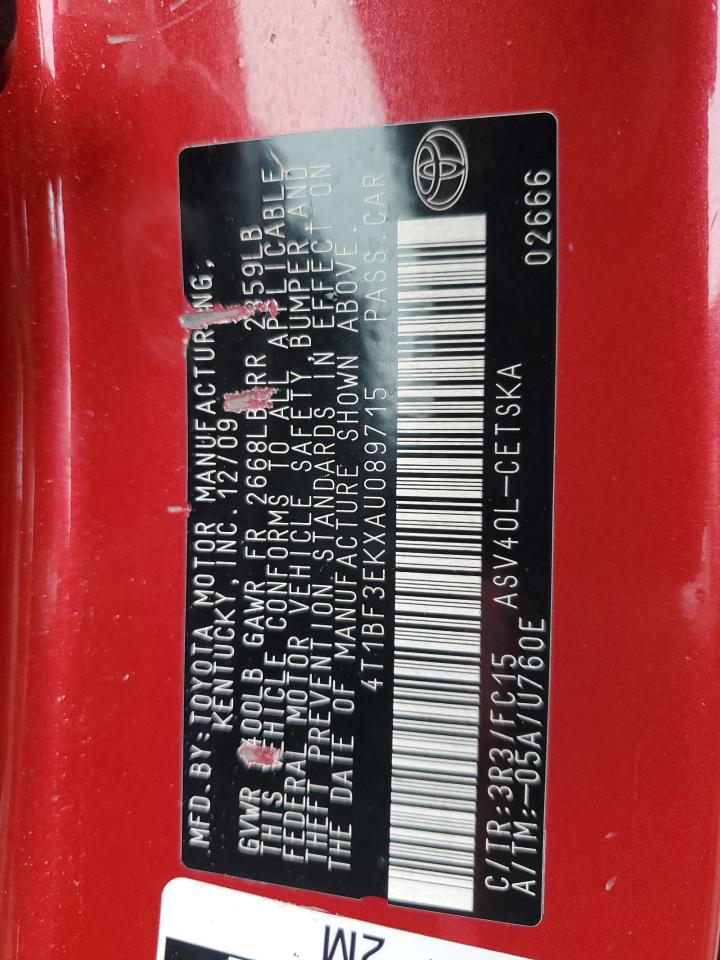 MFD. BY: TOYOTA MOTOR MANUFACTURING,
KENTUCKY, INC. 12/09
GVWR 400LB GAWR FR 2668LB RR 2359LB
THIS VEHICLE CONFORMS TO ALL APPLICABLE
FEDERAL MOTOR VEHICLE SAFETY, BUMPER AND
THEFT PREVENTION STANDARDS IN EFFECT ON
THE DATE OF MANUFACTURE SHOWN ABOVE.
4T1BF3EKXAU089715 PASS. CAR
C/TR: 3R3/FC15 ASV40L-CETSKA
A/TM: -05A/U760E 02666
2M